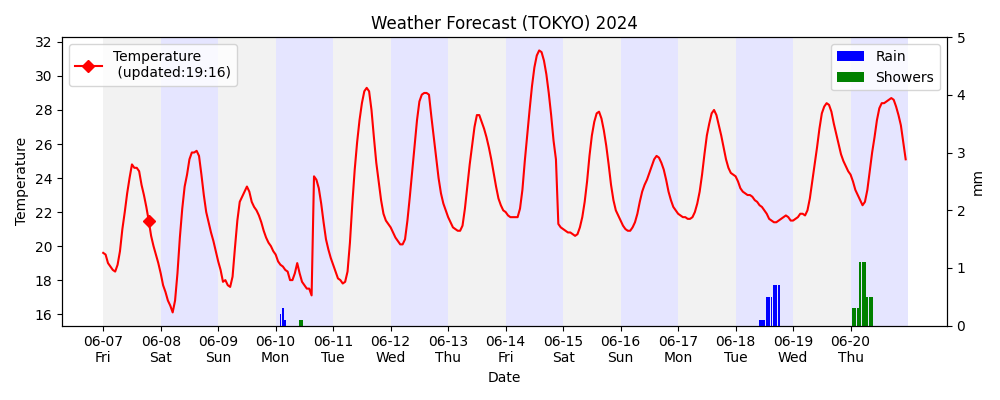 Weather Forecast (TOKYO) 2024
Temperature
(updated:19:16)
Rain
Showers
Temperature
32
30
28
26
24
22
20
18
16
5
4
3
2
1
0
mm
06-07 06-08 06-09 06-10 06-11 06-12 06-13 06-14 06-15 06-16 06-17 06-18 06-19 06-20
Fri Sat Sun Mon Tue Wed Thu Fri Sat Sun Mon Tue Wed Thu
Date